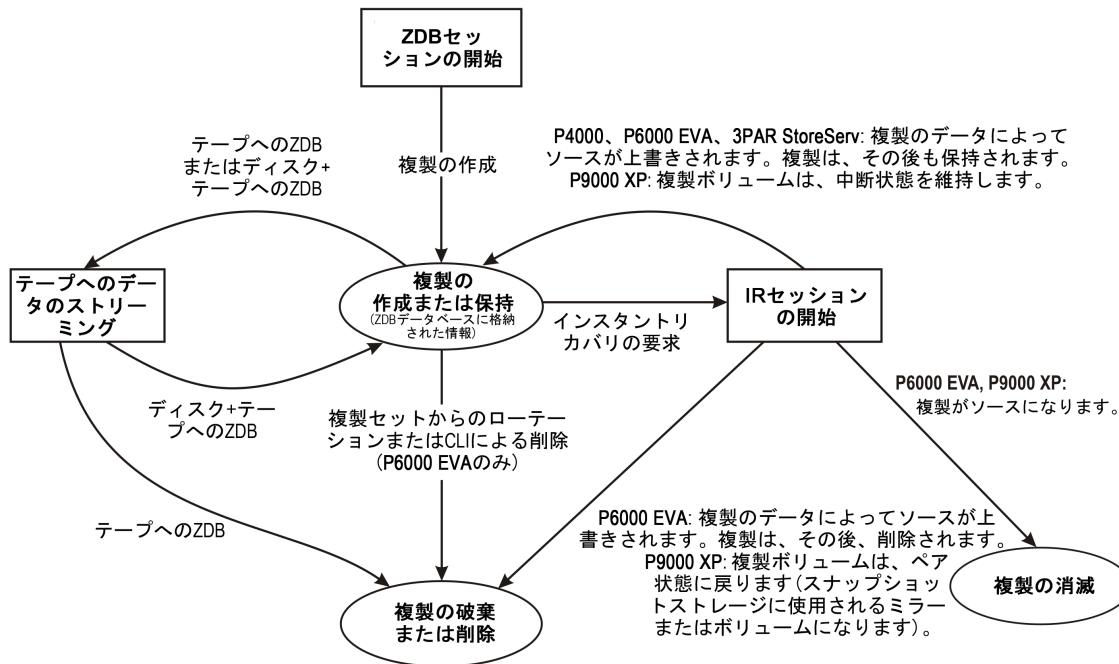 ZDBセッ
ションの開始
テープへのZDB
またはディスク+
テープへのZDB
複製の作成
P4000、P6000 EVA、3PAR StoreServ: 複製のデータによって
ソースが上書きされます。複製は、その後も保持されます。
P9000 XP: 複製ボリュームは、中断状態を維持します。
テープへのデー
タのストリー
ミング
複製の
作成または保持
(ZDBデータベースに格納
された情報)
インスタントリ
カバリの要求
IRセッション
の開始
ディスク+テー
プへのZDB
複製セットからのローテー
ションまたはCLIによる削除
(P6000 EVAのみ)
P6000 EVA, P9000 XP:
複製がソースになります。
テープへのZDB
P6000 EVA: 複製のデータによってソースが上
書きされます。複製は、その後、削除されます。
P9000 XP: 複製ボリュームは、ペア
状態に戻ります(スナップショッ
トストレージに使用されるミラー
またはボリュームになります)。
複製の破棄
または削除
複製の消滅